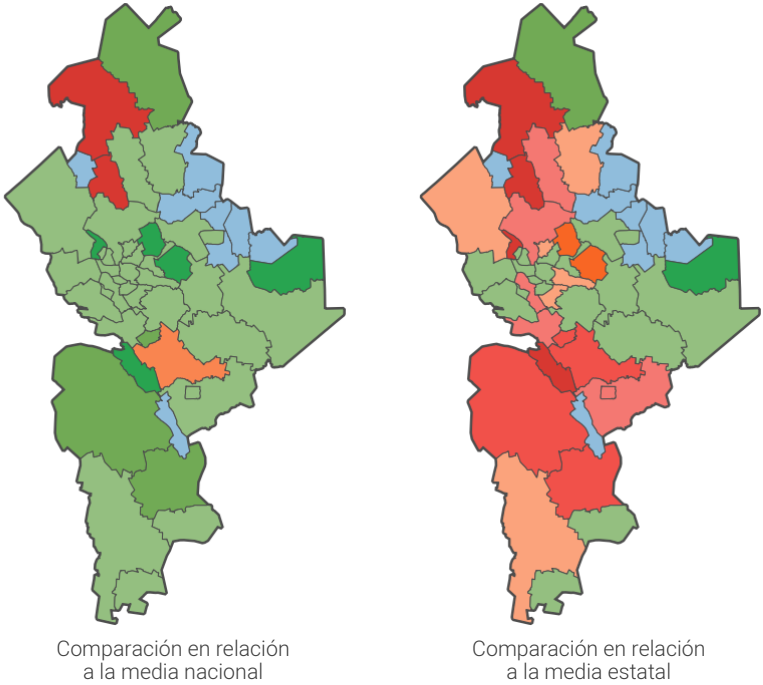 Comparación en relación
a la media nacional
Comparación en relación
a la media estatal